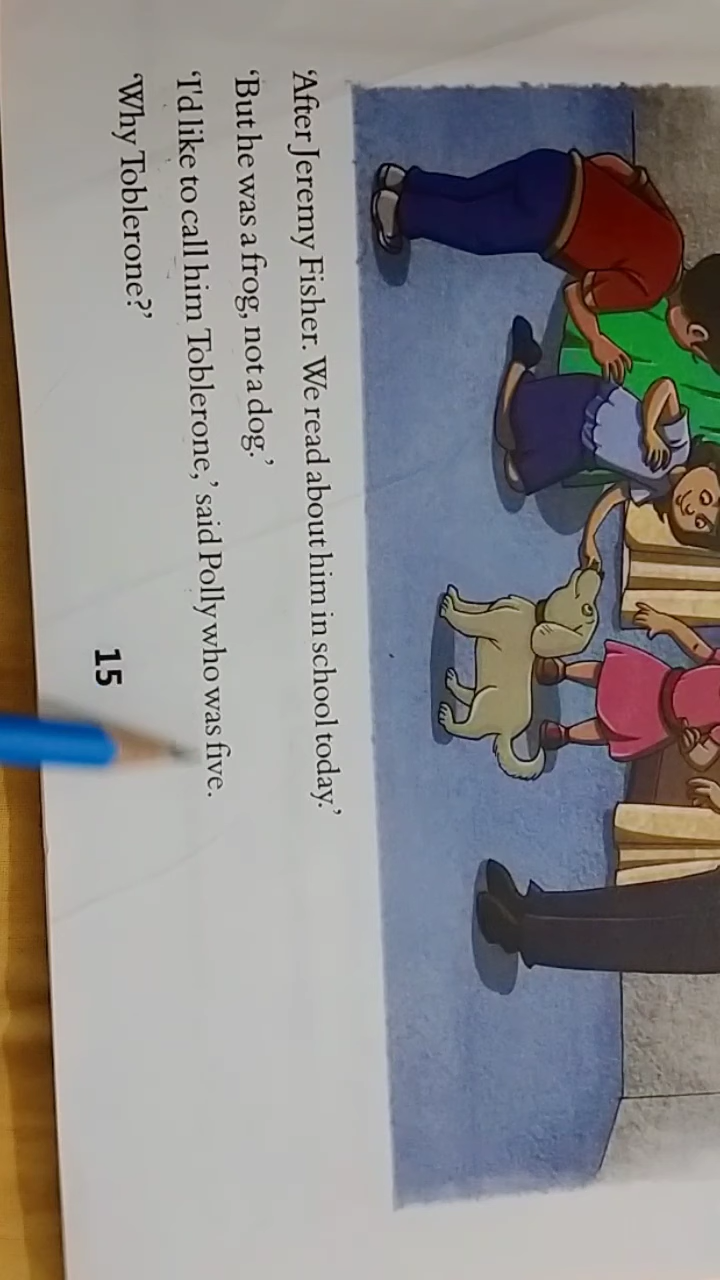 ‘After Jeremy Fisher. We read about him in school today.’
‘But he was a frog, not a dog.’
‘I'd like to call him Toblerone,’ said Polly who was five.
‘Why Toblerone?’
15